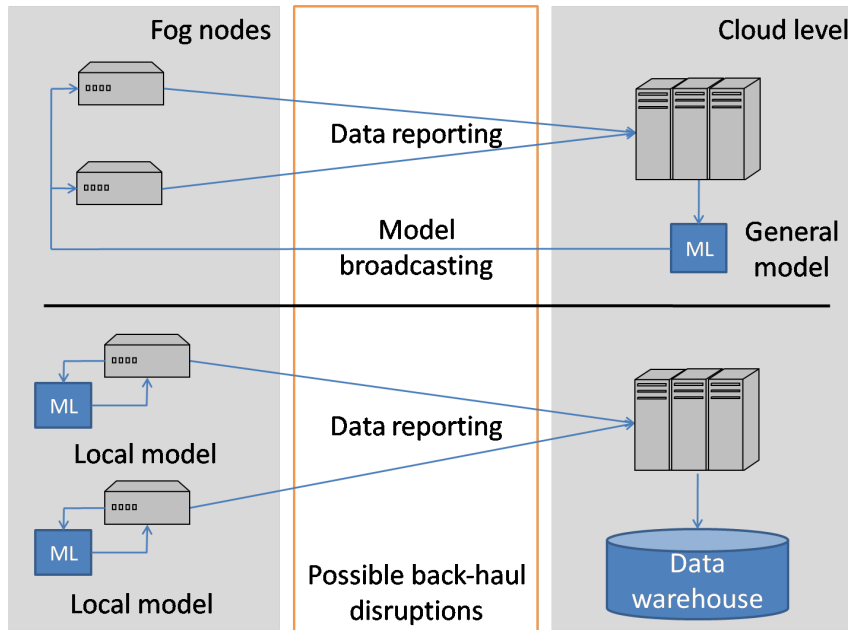 Fog nodes
Cloud level
Data reporting
Model
broadcasting
ML
General
model
ML
Local model
Data reporting
ML
Local model
Possible back-haul
disruptions
Data
warehouse